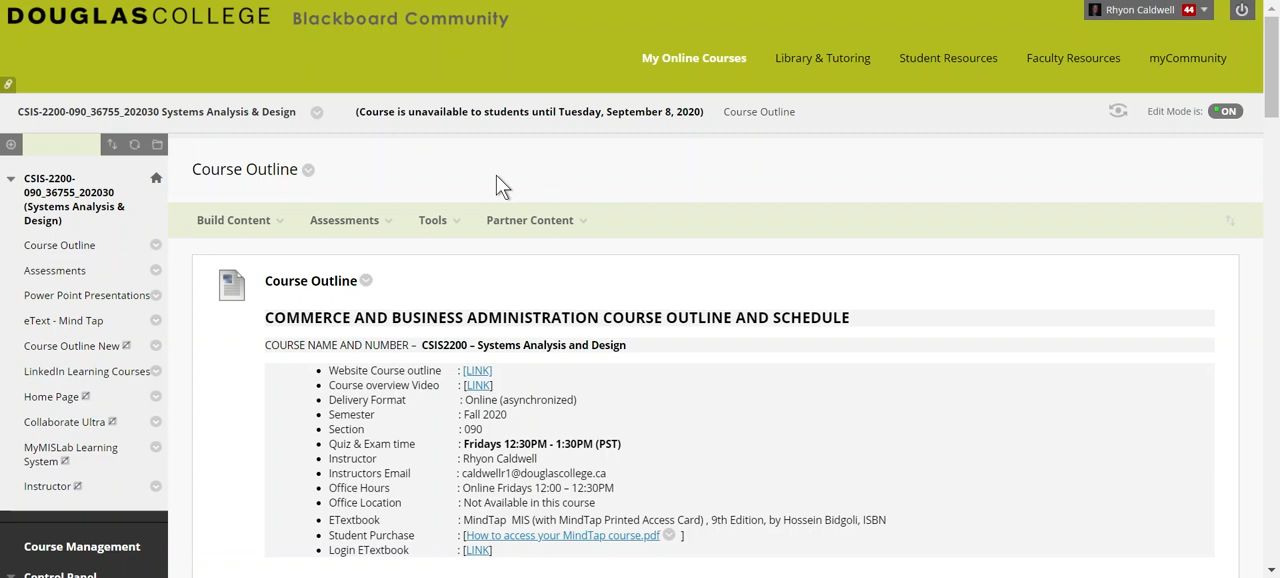 DOUGLASCOLLEGE Blackboard Community
Rhyon Caldwell 44
My Online Courses Library & Tutoring Student Resources Faculty Resources myCommunity
CSIS-2200-090_36755_202030 Systems Analysis & Design (Course is unavailable to students until Tuesday, September 8, 2020) Course Outline Edit Mode is: ON
CSIS-2200-
090_36755_202030
(Systems Analysis &
Design)
Course Outline
Assessments
Power Point Presentations
eText - Mind Tap
Course Outline New
LinkedIn Learning Courses
Home Page
Collaborate Ultra
MyMISLab Learning
System
Instructor
Course Management
Control Panel
Course Outline
Build Content Assessments Tools Partner Content
Course Outline
COMMERCE AND BUSINESS ADMINISTRATION COURSE OUTLINE AND SCHEDULE
COURSE NAME AND NUMBER – CSIS2200 – Systems Analysis and Design
• Website Course outline : [LINK]
• Course overview Video : [LINK]
• Delivery Format : Online (asynchronized)
• Semester : Fall 2020
• Section : 090
• Quiz & Exam time : Fridays 12:30PM - 1:30PM (PST)
• Instructor : Rhyon Caldwell
• Instructors Email : caldwellr1@douglascollege.ca
• Office Hours : Online Fridays 12:00 – 12:30PM
• Office Location : Not Available in this course
• ETextbook : MindTap MIS (with MindTap Printed Access Card) , 9th Edition, by Hossein Bidgoli, ISBN
• Student Purchase : [How to access your MindTap course.pdf ]
• Login ETextbook : [LINK]